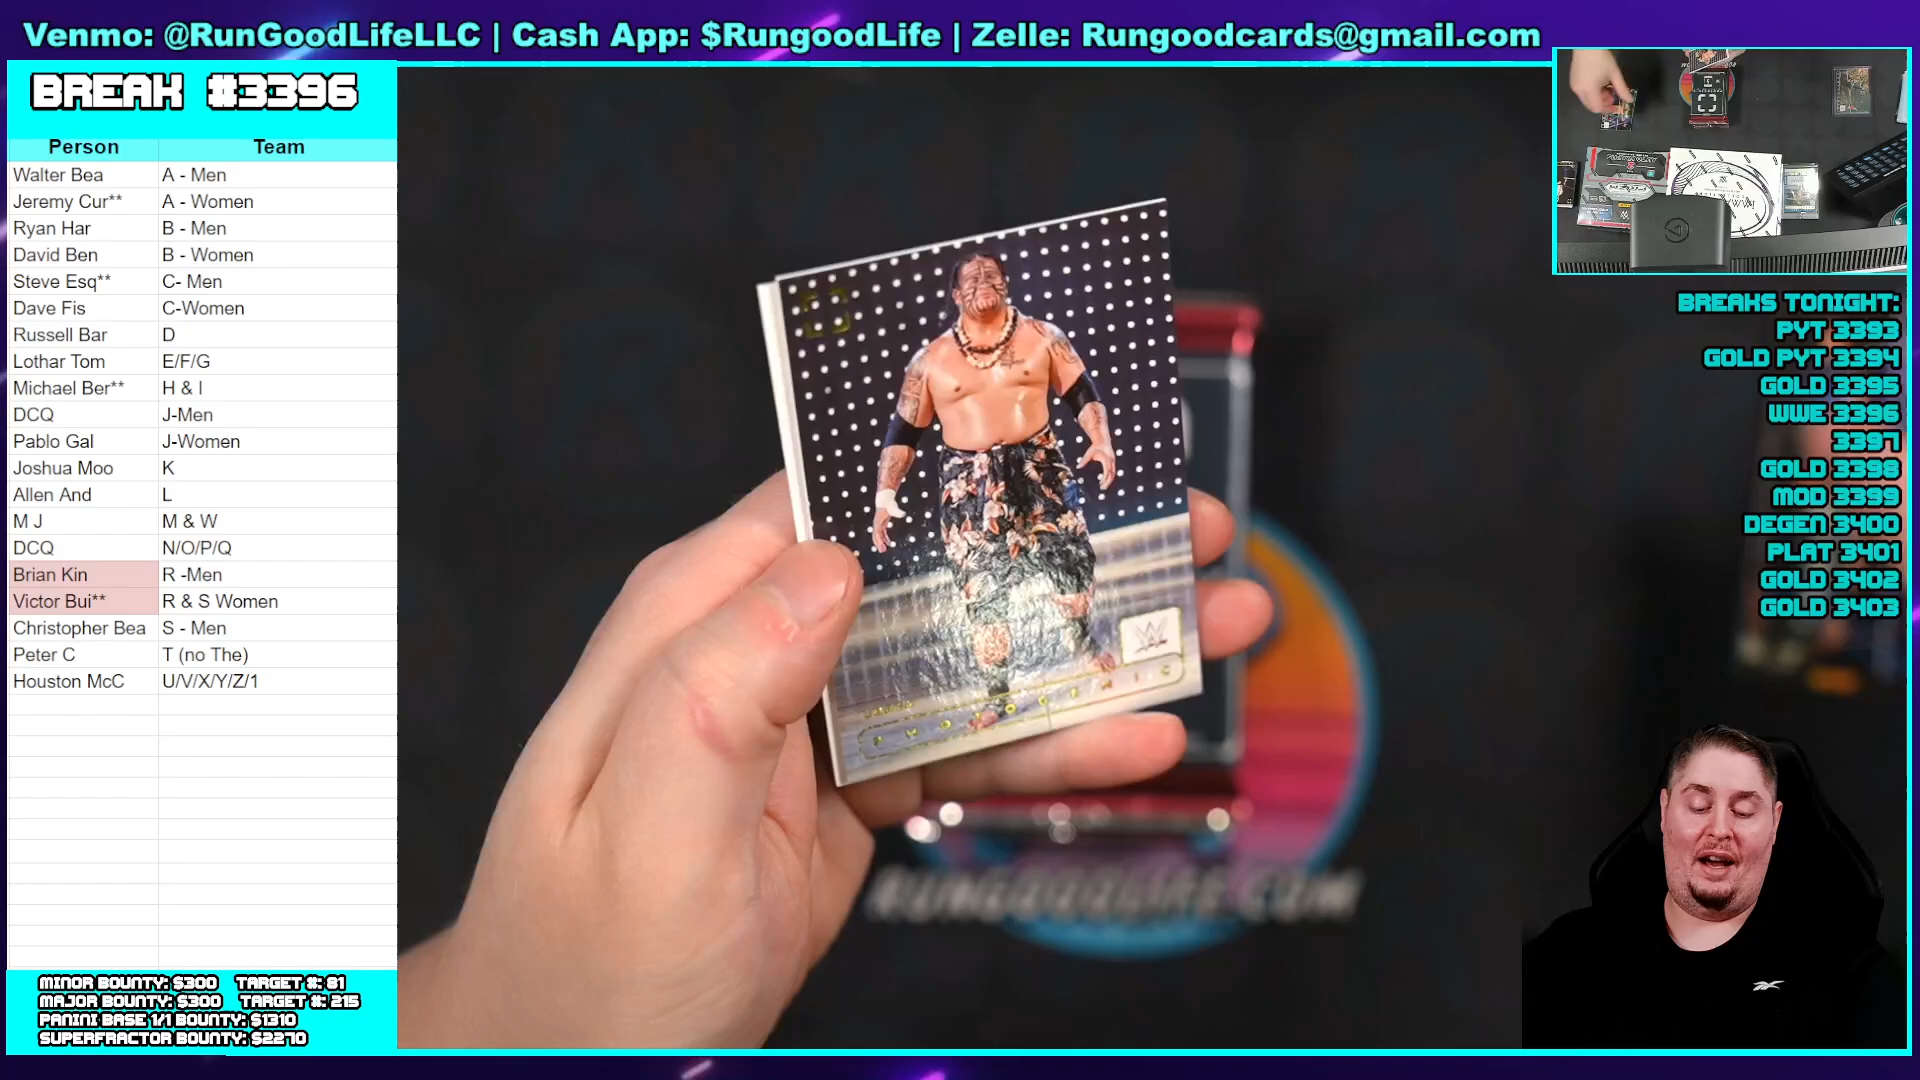 Venmo: @RunGoodLifeLLC | Cash App: $RungoodLife | Zelle: Rungoodcards@gmail.com
BREAK #3396
Person Team
Walter Bea A - Men
Jeremy Cur** A - Women
Ryan Har B - Men
David Ben B - Women
Steve Esq** C- Men
Dave Fis C-Women
Russell Bar D
Lothar Tom E/F/G
Michael Ber** H & I
DCQ J-Men
Pablo Gal J-Women
Joshua Moo K
Allen And L
M J M & W
DCQ N/O/P/Q
Brian Kin R -Men
Victor Bui** R & S Women
Christopher Bea S - Men
Peter C T (no The)
Houston McC U/V/X/Y/Z/1
MINOR BOUNTY: $300 TARGET #: 81
MAJOR BOUNTY: $300 TARGET #: 215
PANINI BASE 1/1 BOUNTY: $1310
SUPERFRACTOR BOUNTY: $2270
RUNGOODLIFE.COM
BREAKS TONIGHT:
PYT 3393
GOLD PYT 3394
GOLD 3395
WWE 3396
3397
GOLD 3398
MOD 3399
DEGEN 3400
PLAT 3401
GOLD 3402
GOLD 3403